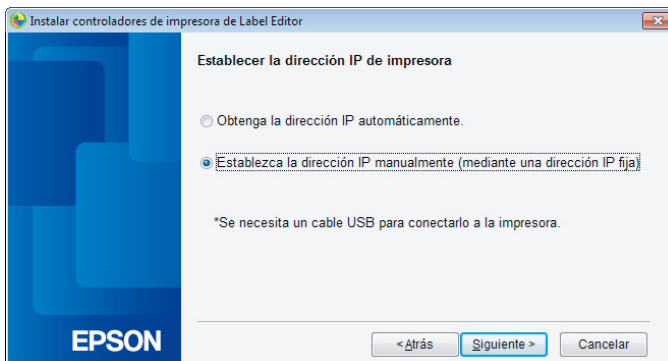 Instalar controladores de impresora de Label Editor
Establecer la dirección IP de impresora
Obtenga la dirección IP automáticamente.
Establezca la dirección IP manualmente (mediante una dirección IP fija)
*Se necesita un cable USB para conectarlo a la impresora.
EPSON
< Atrás
Siguiente >
Cancelar